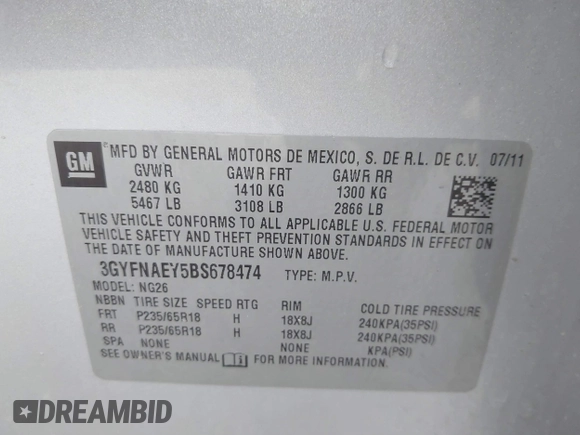 GM
MFD BY GENERAL MOTORS DE MEXICO, S. DE R.L. DE C.V. 07/11
GVWR GAWR FRT GAWR RR
2480 KG 1410 KG 1300 KG
5467 LB 3108 LB 2866 LB
THIS VEHICLE CONFORMS TO ALL APPLICABLE U.S. FEDERAL MOTOR
VEHICLE SAFETY AND THEFT PREVENTION STANDARDS IN EFFECT ON
THE DATE OF MANUFACTURE SHOWN ABOVE.
3GYFNAEY5BS678474 TYPE: M.P.V.
MODEL: NG26
NBBN TIRE SIZE SPEED RTG RIM COLD TIRE PRESSURE
FRT P235/65R18 H 18X8J 240KPA(35PSI)
RR P235/65R18 H 18X8J 240KPA(35PSI)
SPA NONE NONE KPA(PSI)
SEE OWNER'S MANUAL FOR MORE INFORMATION.
DREAMBID